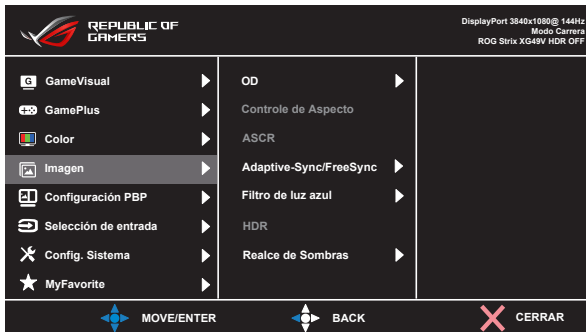 REPUBLIC OF
GAMERS
DisplayPort 3840x1080@ 144Hz
Modo Carrera
ROG Strix XG49V HDR OFF
G GameVisual
GamePlus
Color
Imagen
Configuración PBP
Selección de entrada
Config. Sistema
MyFavorite
OD
Controle de Aspecto
ASCR
Adaptive-Sync/FreeSync
Filtro de luz azul
HDR
Realce de Sombras
MOVE/ENTER
BACK
CERRAR